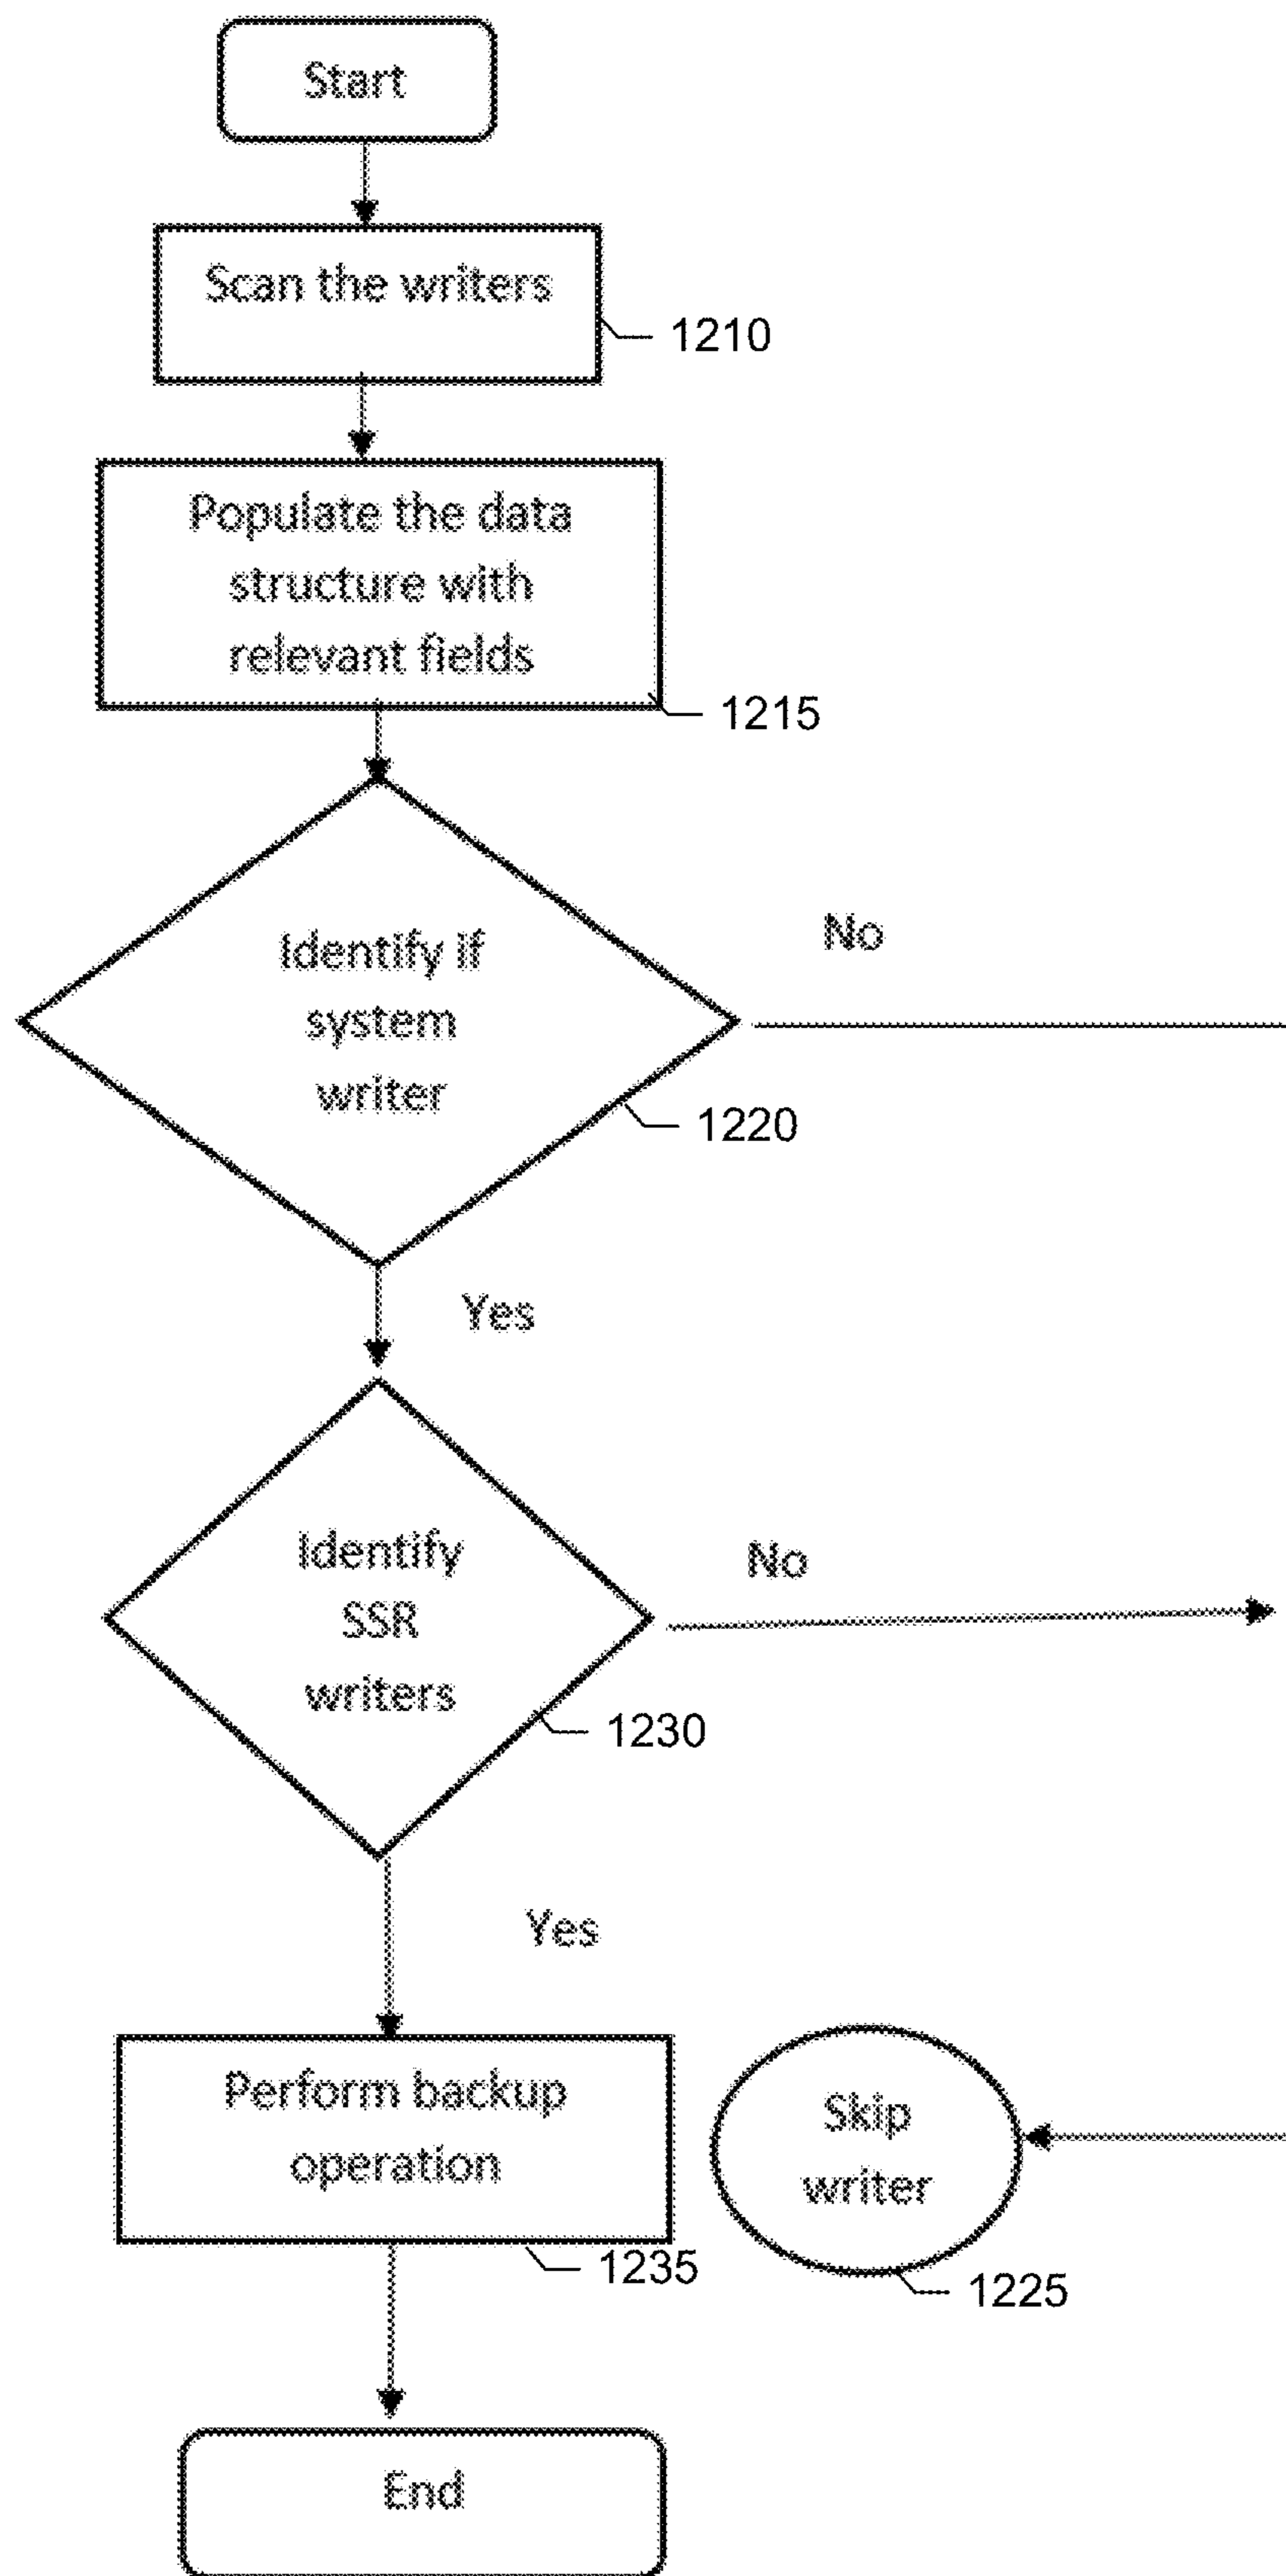 Start
Scan the writers
1210
Populate the data
structure with
relevant fields
1215
Identify if
system
writer
No
1220
Yes
Identify
SSR
writers
No
1230
Yes
Perform backup
operation
1235
Skip
writer
1225
End